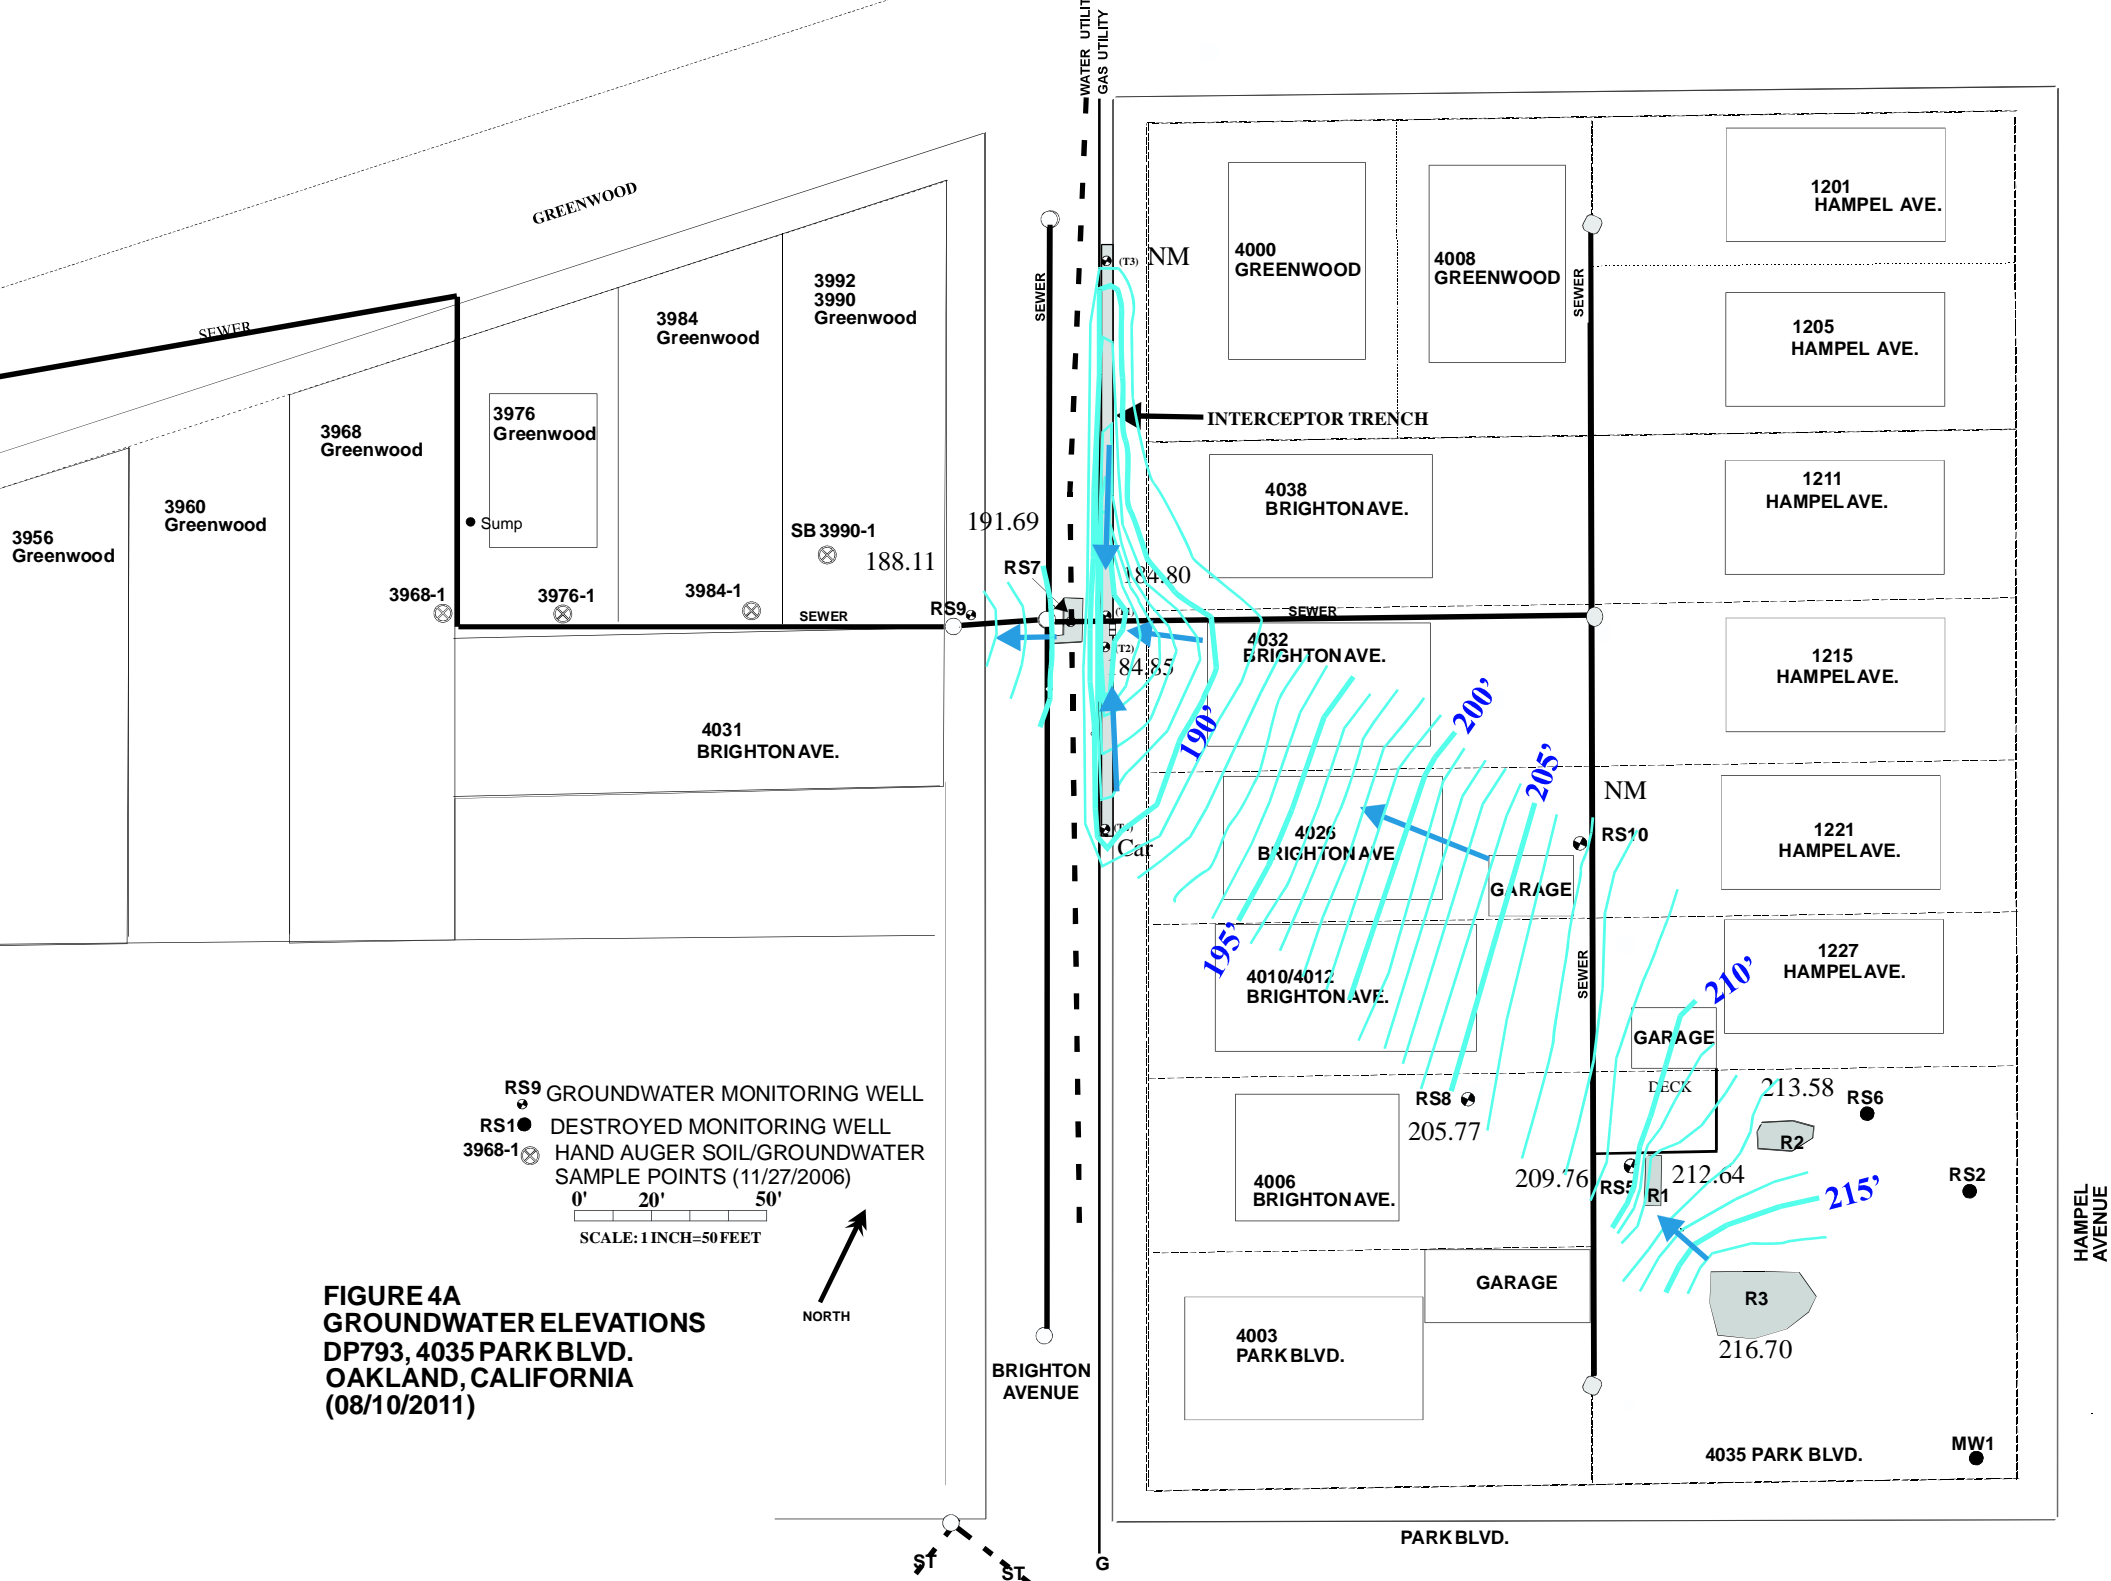 WATER UTILIT
GAS UTILITY
GREENWOOD
SEWER
3956
Greenwood
3960
Greenwood
3968
Greenwood
3976
Greenwood
Sump
3984
Greenwood
3992
3990
Greenwood
SB 3990-1
188.11
191.69
3968-1
3976-1
3984-1
SEWER
RS9
RS7
SEWER
(T3)
NM
INTERCEPTOR TRENCH
184.80
(T2)
184.85
Car
4000
GREENWOOD
4008
GREENWOOD
SEWER
1201
HAMPEL AVE.
1205
HAMPEL AVE.
1211
HAMPEL AVE.
1215
HAMPEL AVE.
1221
HAMPEL AVE.
1227
HAMPEL AVE.
4038
BRIGHTON AVE.
SEWER
4032
BRIGHTON AVE.
4026
BRIGHTON AVE.
4010/4012
BRIGHTON AVE.
4006
BRIGHTON AVE.
4031
BRIGHTON AVE.
190'
195'
200'
205'
210'
215'
NM
RS10
GARAGE
SEWER
GARAGE
DECK
213.58
RS6
R2
RS8
205.77
209.76
RS5
R1
212.64
RS2
R3
216.70
GARAGE
4003
PARK BLVD.
4035 PARK BLVD.
MW1
HAMPEL
AVENUE
PARK BLVD.
BRIGHTON
AVENUE
G
ST
ST
RS9 GROUNDWATER MONITORING WELL
RS1 DESTROYED MONITORING WELL
3968-1 HAND AUGER SOIL/GROUNDWATER
SAMPLE POINTS (11/27/2006)
0' 20' 50'
SCALE: 1 INCH=50 FEET
NORTH
FIGURE 4A
GROUNDWATER ELEVATIONS
DP793, 4035 PARK BLVD.
OAKLAND, CALIFORNIA
(08/10/2011)